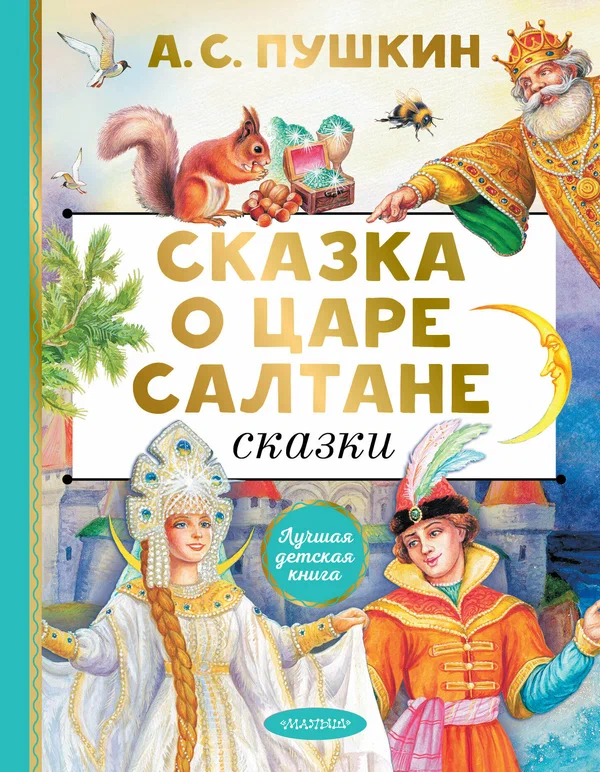 А. С. ПУШКИН
СКАЗКА
О ЦАРЕ
САЛТАНЕ
сказки
Лучшая
детская
книга
«МАЛЫШ»